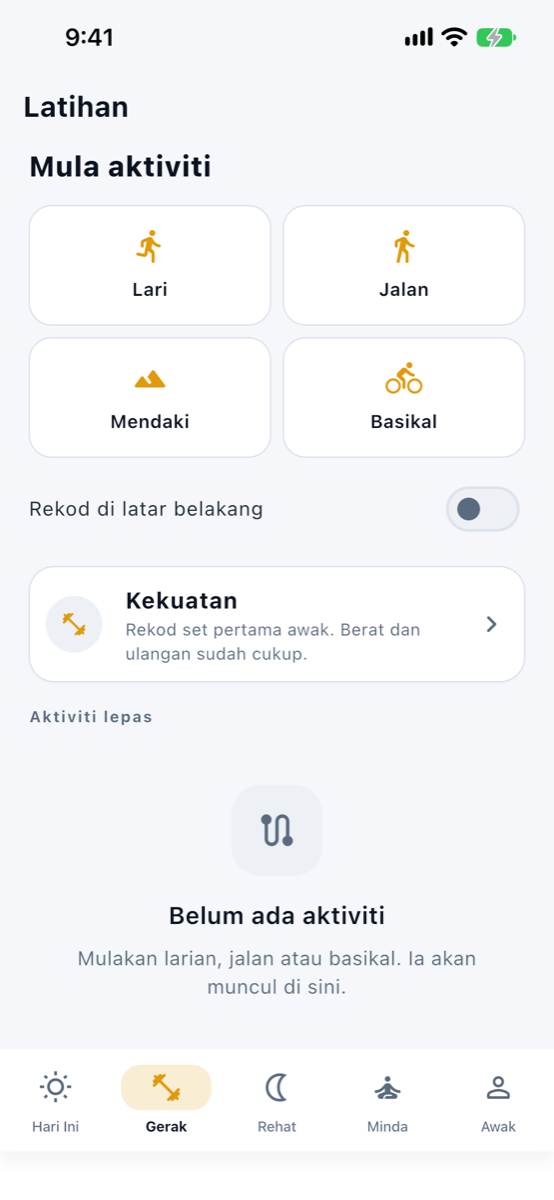 9:41
Latihan
Mula aktiviti
Lari
Jalan
Mendaki
Basikal
Rekod di latar belakang
Kekuatan
Rekod set pertama awak. Berat dan
ulangan sudah cukup.
Aktiviti lepas
Belum ada aktiviti
Mulakan larian, jalan atau basikal. Ia akan
muncul di sini.
Hari Ini
Gerak
Rehat
Minda
Awak